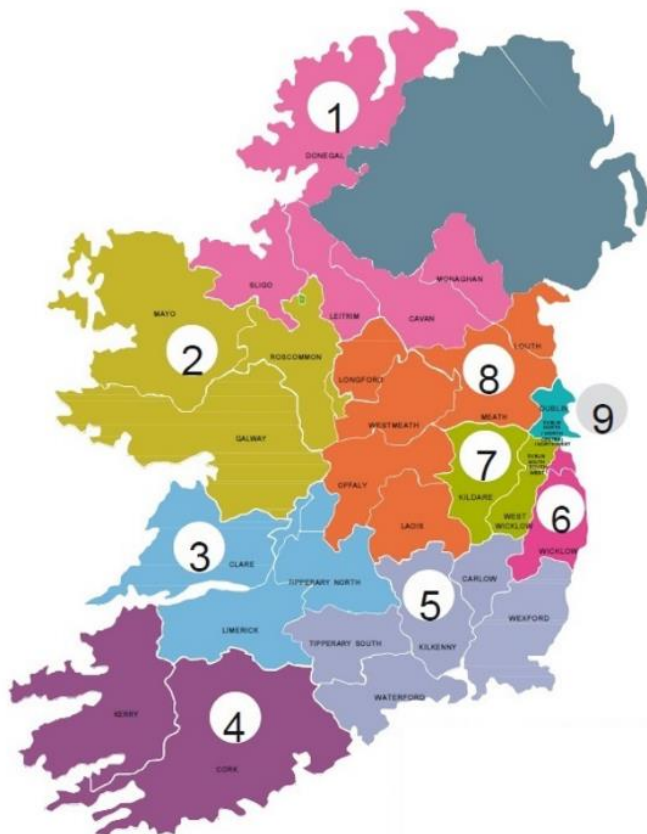 1
DONEGAL
SLIGO
MONAGHAN
LEITRIM
CAVAN
MAYO
2
ROSCOMMON
LOUTH
LONGFORD
8
MEATH
WESTMEATH
DUBLIN
9
DUBLIN
NORTH
GALWAY
7
KILDARE
OFFALY
WEST
WICKLOW
6
WICKLOW
LAOIS
3
CLARE
TIPPERARY NORTH
5
CARLOW
WEXFORD
LIMERICK
TIPPERARY SOUTH
KILKENNY
WATERFORD
KERRY
4
CORK